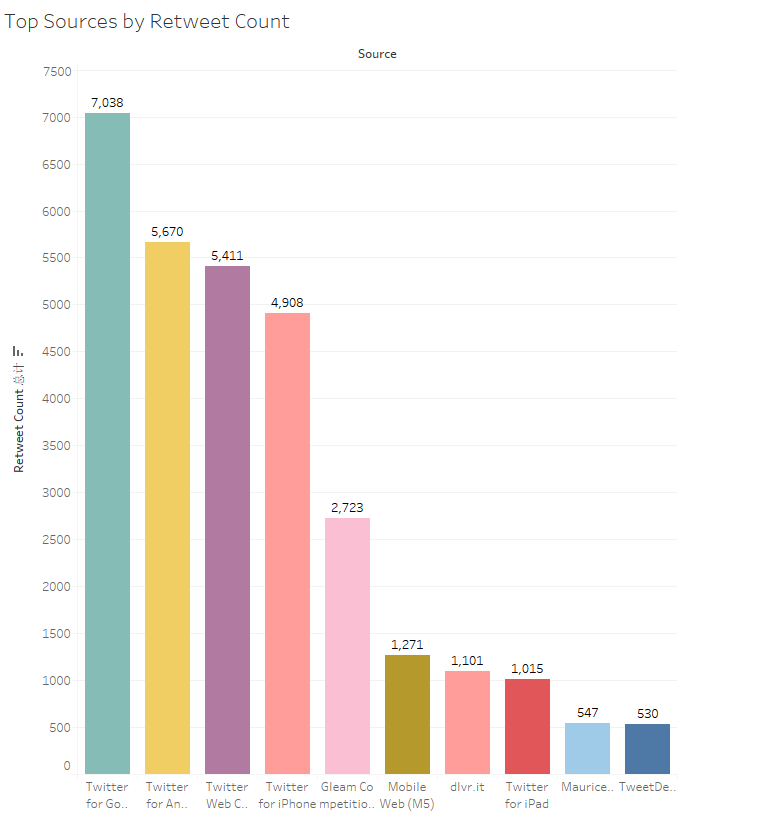 Top Sources by Retweet Count
Source
Retweet Count 总计
7500
7000
6500
6000
5500
5000
4500
4000
3500
3000
2500
2000
1500
1000
500
0
7,038
5,670
5,411
4,908
2,723
1,271
1,101
1,015
547
530
Twitter
for Go..
Twitter
for An..
Twitter
Web C..
Twitter
for iPhone
Gleam Co
mpetitio..
Mobile
Web (M5)
dlvr.it
Twitter
for iPad
Maurice..
TweetDe..